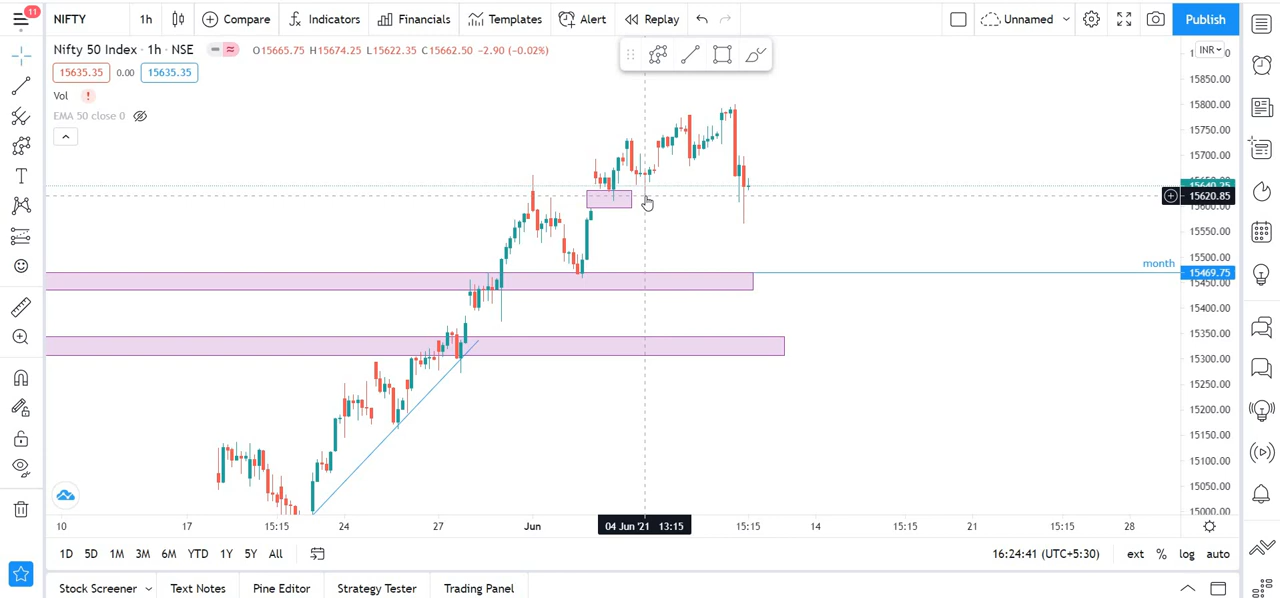 11
NIFTY
1h
Compare
Indicators
Financials
Templates
Alert
Replay
Unnamed
Publish
Nifty 50 Index · 1h · NSE
O15665.75 H15674.25 L15622.35 C15662.50 -2.90 (-0.02%)
INR
15635.35 0.00 15635.35
Vol !
EMA 50 close 0
15850.00
15800.00
15750.00
15700.00
15640.25
15620.85
15600.00
15550.00
15500.00
month
15469.75
15450.00
15400.00
15350.00
15300.00
15250.00
15200.00
15150.00
15100.00
15050.00
15000.00
10 17 15:15 24 27 Jun 04 Jun '21 13:15 15:15 14 15:15 21 15:15 28
1D 5D 1M 3M 6M YTD 1Y 5Y All
16:24:41 (UTC+5:30) ext % log auto
Stock Screener Text Notes Pine Editor Strategy Tester Trading Panel